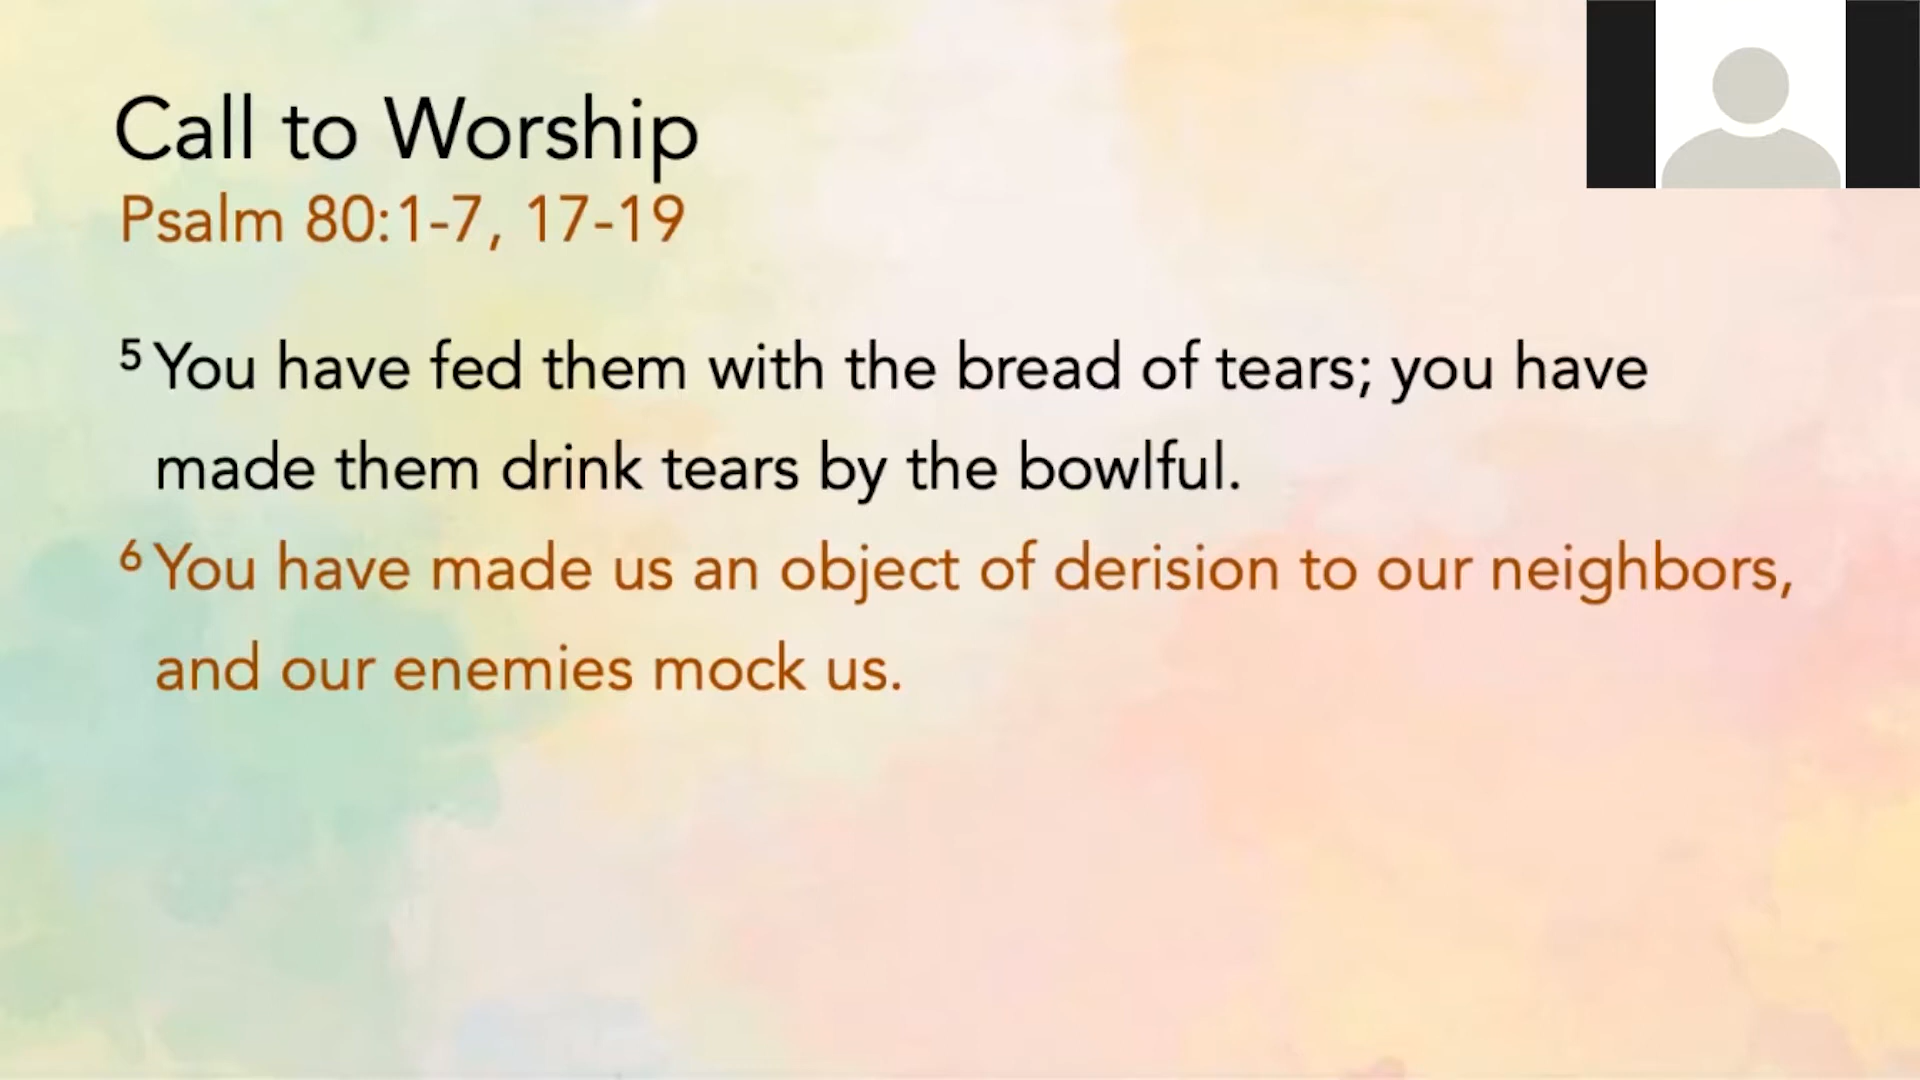 Call to Worship
Psalm 80:1-7, 17-19
5 You have fed them with the bread of tears; you have
made them drink tears by the bowlful.
6 You have made us an object of derision to our neighbors,
and our enemies mock us.